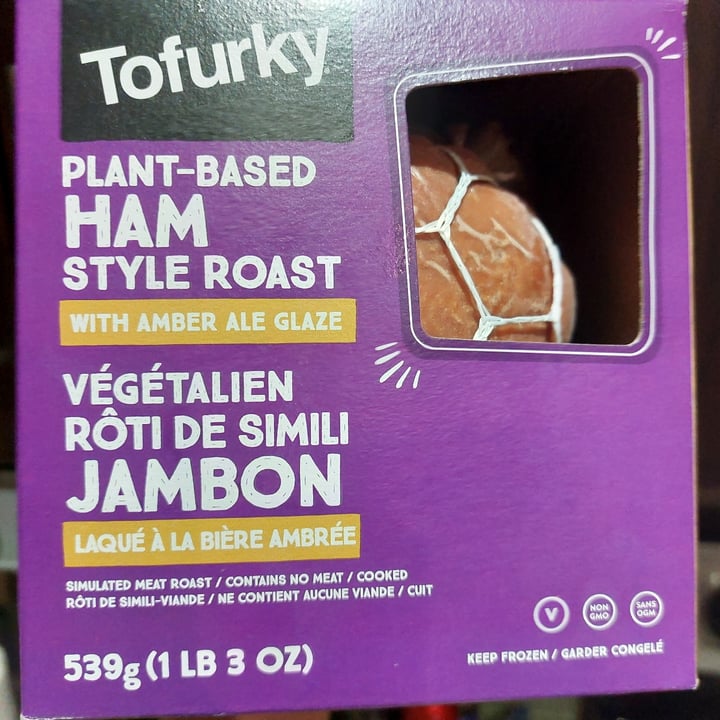 Tofurky
PLANT-BASED
HAM
STYLE ROAST
WITH AMBER ALE GLAZE
VÉGÉTALIEN
RÔTI DE SIMILI
JAMBON
LAQUÉ À LA BIÈRE AMBRÉE
SIMULATED MEAT ROAST / CONTAINS NO MEAT / COOKED
RÔTI DE SIMILI-VIANDE / NE CONTIENT AUCUNE VIANDE / CUIT
V
NON
GMO
SANS
OGM
539g (1 LB 3 OZ)
KEEP FROZEN / GARDER CONGELÉ